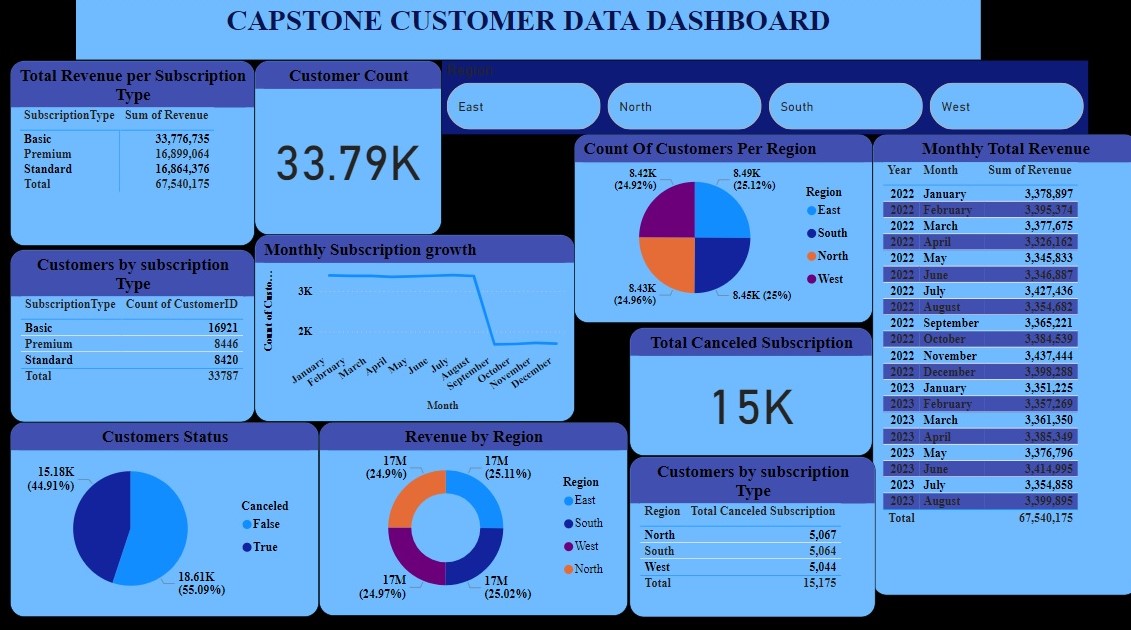 CAPSTONE CUSTOMER DATA DASHBOARD
Total Revenue per Subscription
Type
SubscriptionType Sum of Revenue
Basic 33,776,735
Premium 16,899,064
Standard 16,864,376
Total 67,540,175
Customer Count
33.79K
Region
East
North
South
West
Count Of Customers Per Region
8.42K
(24.92%)
8.49K
(25.12%)
8.43K
(24.96%)
8.45K (25%)
Region
East
South
North
West
Monthly Total Revenue
Year Month Sum of Revenue
2022 January 3,378,897
2022 February 3,395,374
2022 March 3,377,675
2022 April 3,326,162
2022 May 3,345,833
2022 June 3,346,887
2022 July 3,427,436
2022 August 3,354,682
2022 September 3,365,221
2022 October 3,384,539
2022 November 3,437,444
2022 December 3,398,288
2023 January 3,351,225
2023 February 3,357,269
2023 March 3,361,350
2023 April 3,385,349
2023 May 3,376,796
2023 June 3,414,995
2023 July 3,354,858
2023 August 3,399,895
Total 67,540,175
Customers by subscription
Type
SubscriptionType Count of CustomerID
Basic 16921
Premium 8446
Standard 8420
Total 33787
Monthly Subscription growth
Count of Custo...
3K
2K
January
February
March
April
May
June
July
August
September
October
November
December
Month
Total Canceled Subscription
15K
Customers Status
15.18K
(44.91%)
18.61K
(55.09%)
Canceled
False
True
Revenue by Region
17M
(24.9%)
17M
(25.11%)
17M
(24.97%)
17M
(25.02%)
Region
East
South
West
North
Customers by subscription
Type
Region Total Canceled Subscription
North 5,067
South 5,064
West 5,044
Total 15,175